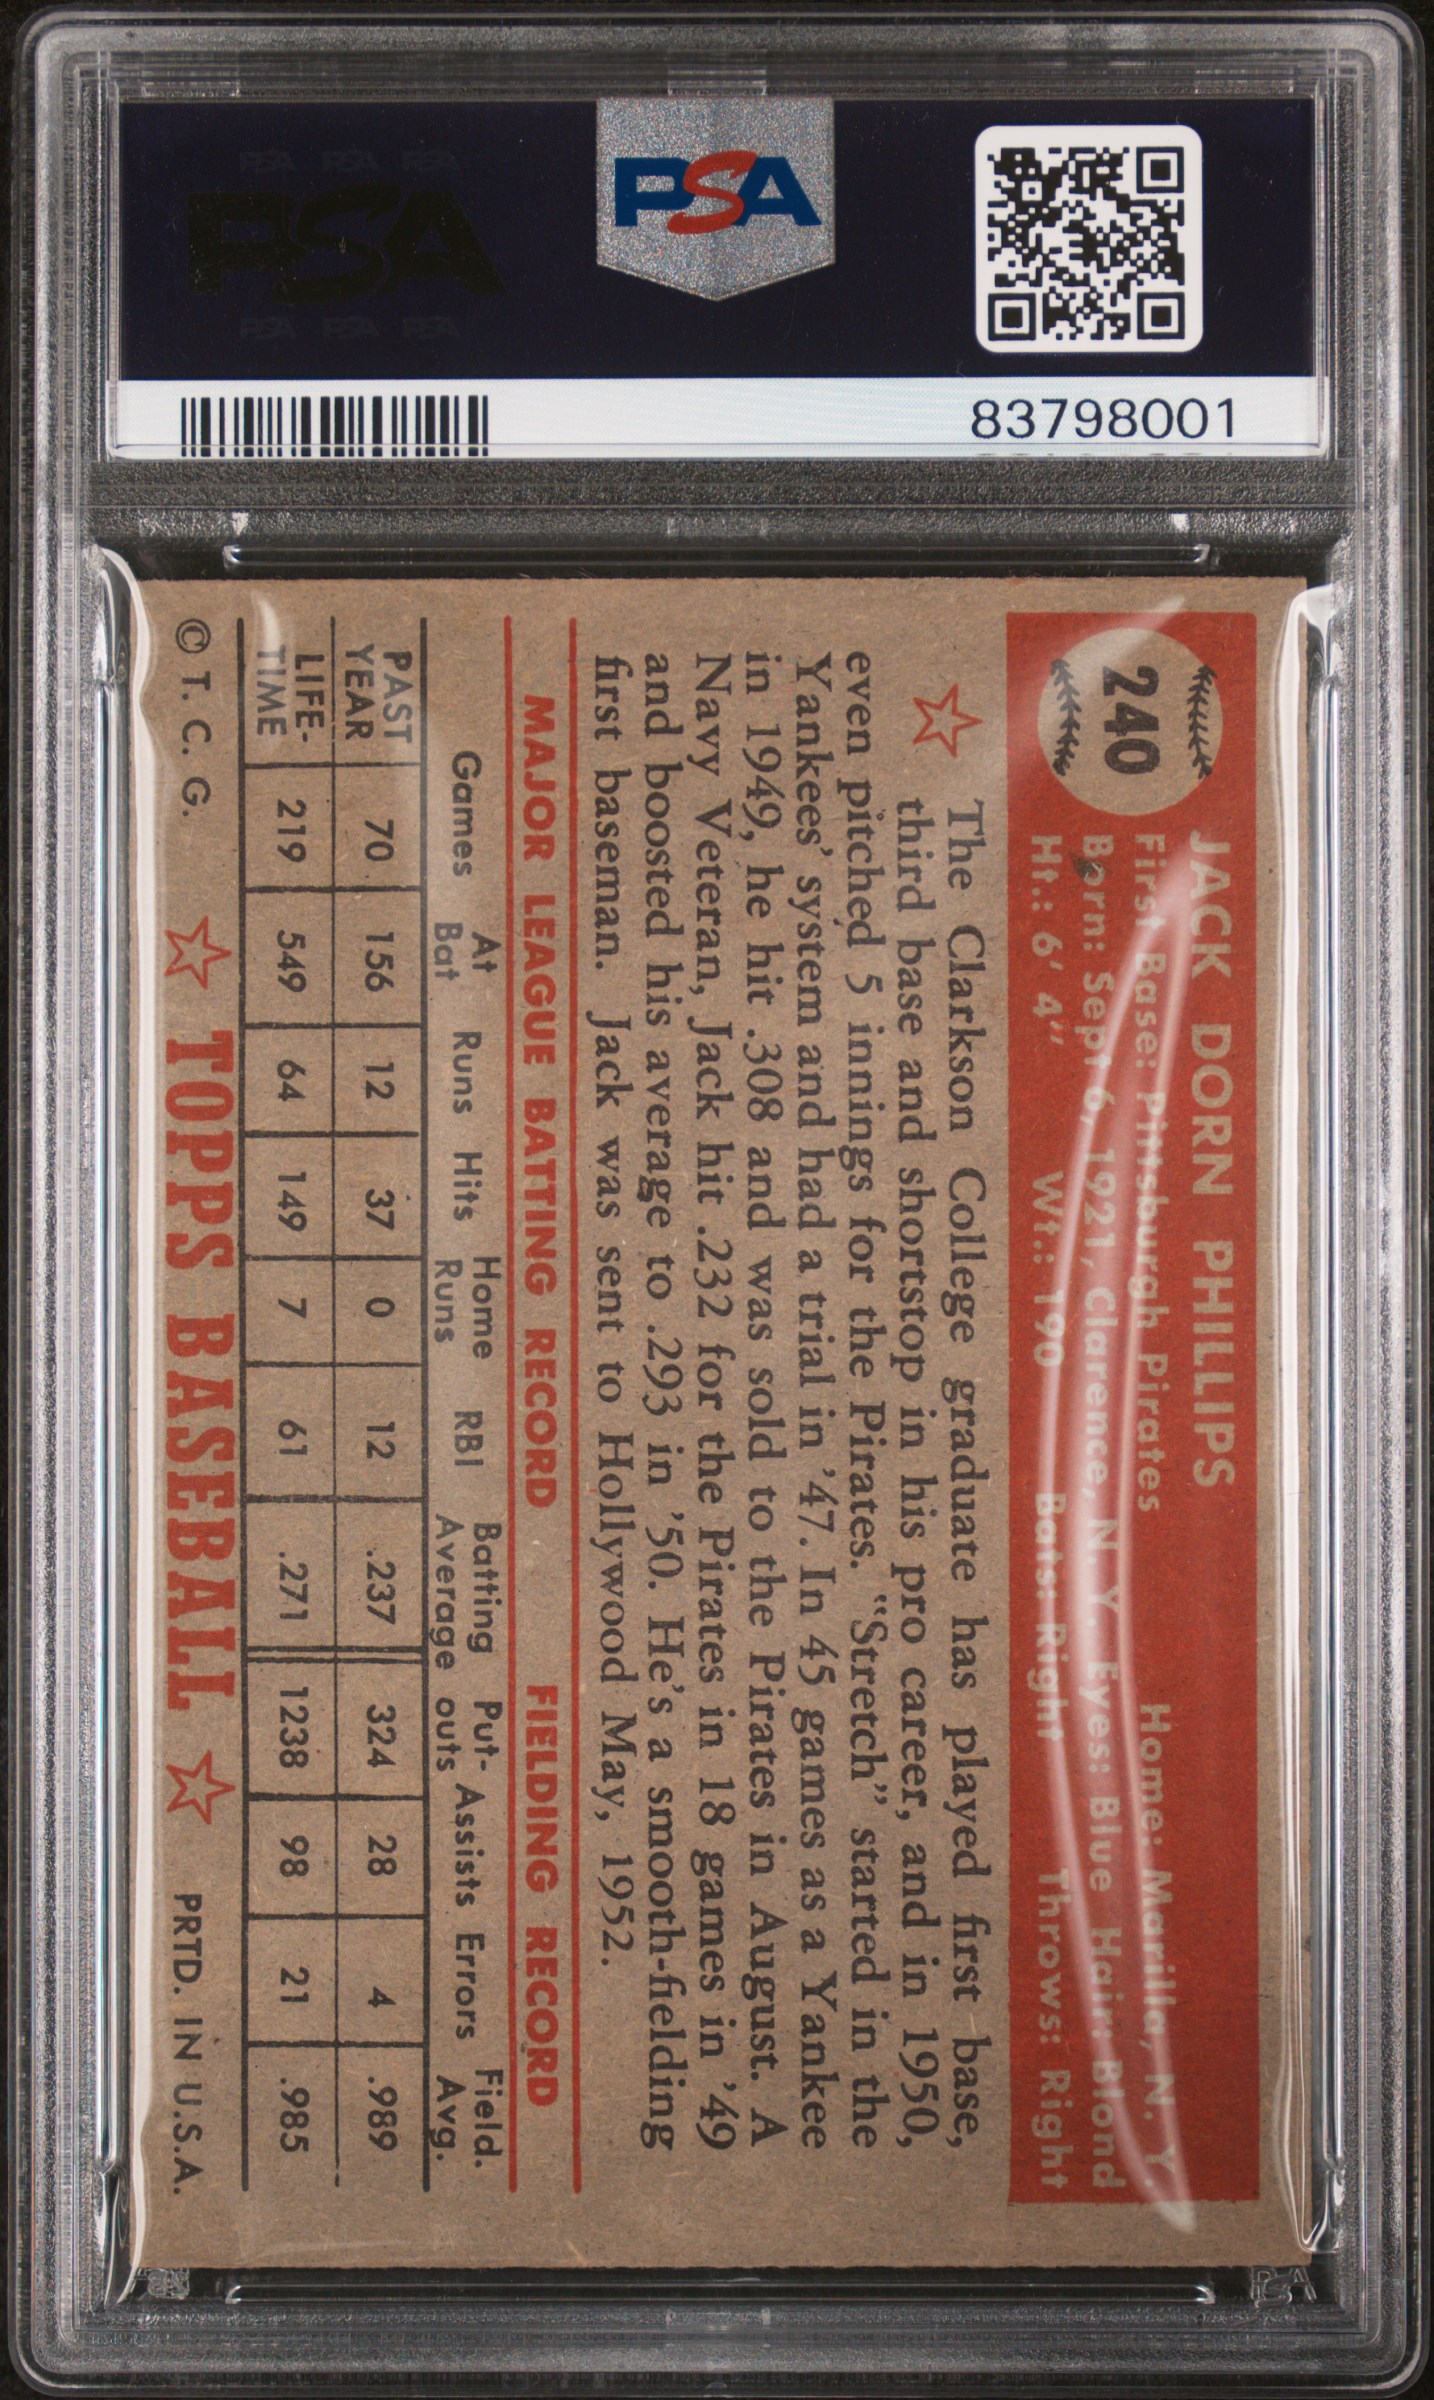 PSA PSA PSA
PSA
PSA PSA PSA
PSA
83798001
240
JACK DORN PHILLIPS
First Base: Pittsburgh Pirates Home: Marilla, N. Y.
Born: Sept 6, 1921, Clarence, N. Y. Eyes: Blue Hair: Blond
Ht.: 6' 4" Wt.: 190 Bats: Right Throws: Right
The Clarkson College graduate has played first base,
third base and shortstop in his pro career, and in 1950,
even pitched 5 innings for the Pirates. "Stretch" started in the
Yankees' system and had a trial in '47. In 45 games as a Yankee
in 1949, he hit .308 and was sold to the Pirates in August. A
Navy Veteran, Jack hit .232 for the Pirates in 18 games in '49
and boosted his average to .293 in '50. He's a smooth-fielding
first baseman. Jack was sent to Hollywood May, 1952.
MAJOR LEAGUE BATTING RECORD FIELDING RECORD
Games At Bat Runs Hits Home Runs RBI Batting Average Put-outs Assists Errors Field. Avg.
PAST YEAR 70 156 12 37 0 12 .237 324 28 4 .989
LIFE-TIME 219 549 64 149 7 61 .271 1238 98 21 .985
© T. C. G. TOPPS BASEBALL PRTD. IN U.S.A.
PSA